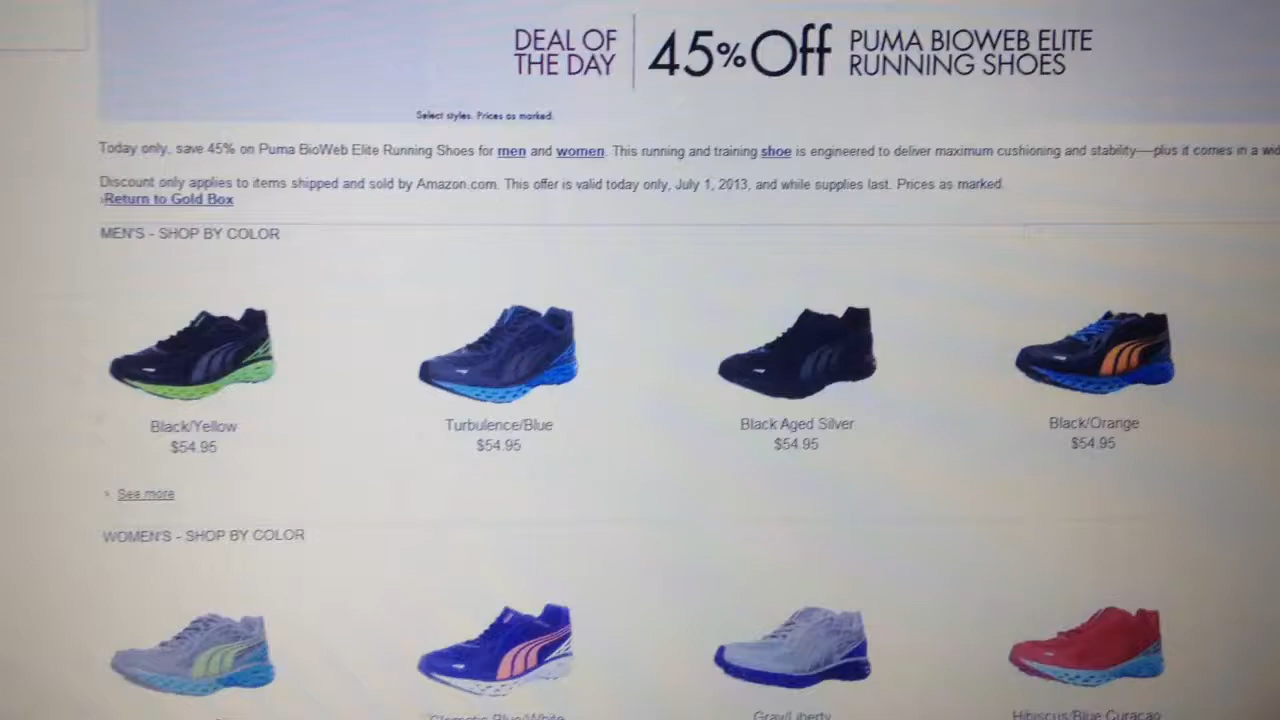 DEAL OF
THE DAY
45% Off
PUMA BIOWEB ELITE
RUNNING SHOES
Select styles. Prices as marked.
Today only, save 45% on Puma BioWeb Elite Running Shoes for men and women. This running and training shoe is engineered to deliver maximum cushioning and stability—plus it comes in a
Discount only applies to items shipped and sold by Amazon.com. This offer is valid today only, July 1, 2013, and while supplies last. Prices as marked.
›Return to Gold Box
MEN'S - SHOP BY COLOR
Black/Yellow
$54.95
Turbulence/Blue
$54.95
Black Aged Silver
$54.95
Black/Orange
$54.95
› See more
WOMEN'S - SHOP BY COLOR
Gray/Liberty
Hibiscus/Blue Curacao